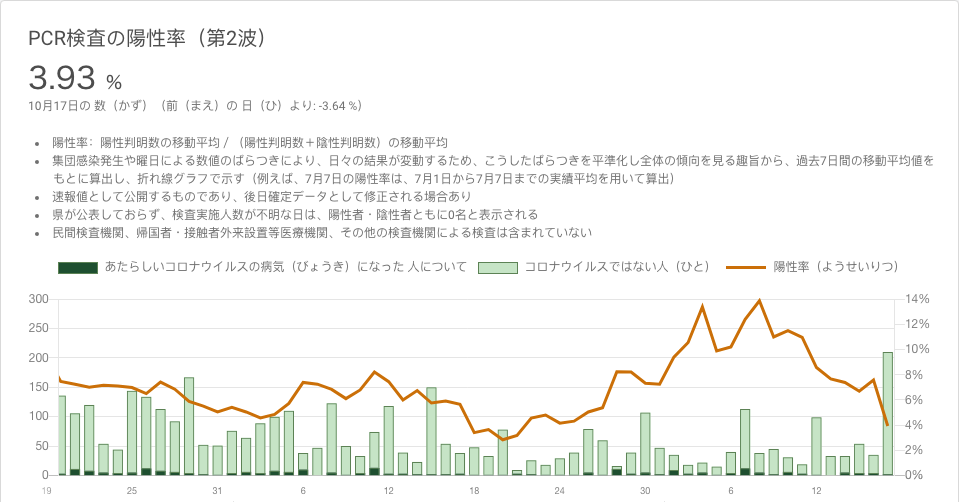 PCR検査の陽性率（第2波）
3.93 %
10月17日の 数（かず）（前（まえ）の 日（ひ）より: -3.64 %）
• 陽性率：陽性判明数の移動平均 / （陽性判明数＋陰性判明数）の移動平均
• 集団感染発生や曜日による数値のばらつきにより、日々の結果が変動するため、こうしたばらつきを平準化し全体の傾向を見る趣旨から、過去7日間の移動平均値を
もとに算出し、折れ線グラフで示す（例えば、7月7日の陽性率は、7月1日から7月7日までの実績平均を用いて算出）
• 速報値として公開するものであり、後日確定データとして修正される場合あり
• 県が公表しておらず、検査実施人数が不明な日は、陽性者・陰性者ともに0名と表示される
• 民間検査機関、帰国者・接触者外来設置等医療機関、その他の検査機関による検査は含まれていない
あたらしいコロナウイルスの病気（びょうき）になった 人について コロナウイルスではない人（ひと） 陽性率（ようせいりつ）
300 14%
250 12%
200 10%
150 8%
100 6%
50 4%
0 2%
0%
19 25 31 6 12 18 24 30 6 12